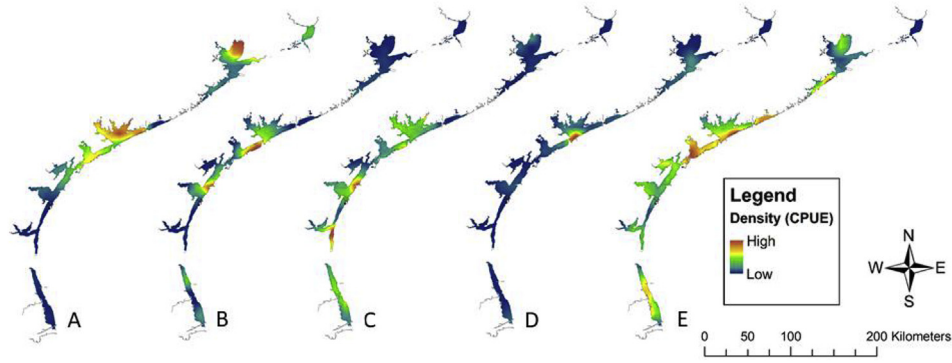 A
B
C
D
E
Legend
Density (CPUE)
High
Low
N
W E
S
0 50 100 200 Kilometers